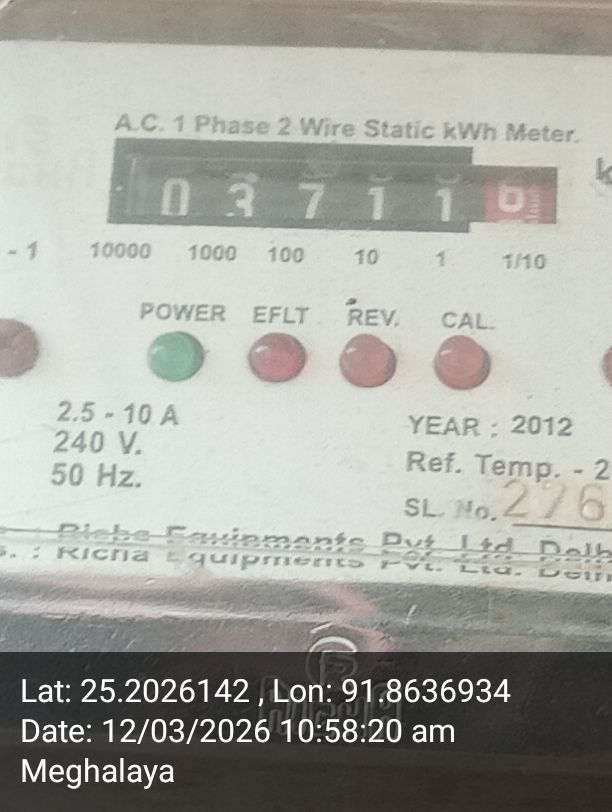 A.C. 1 Phase 2 Wire Static kWh Meter.
k
0 3 7 1 1 6
- 1 10000 1000 100 10 1 1/10
POWER EFLT REV. CAL.
2.5 - 10 A
240 V.
50 Hz.
YEAR : 2012
Ref. Temp. - 2
SL. No. 276
s. : Richa Equipments Pvt. Ltd. Delh
Lat: 25.2026142 , Lon: 91.8636934
Date: 12/03/2026 10:58:20 am
Meghalaya